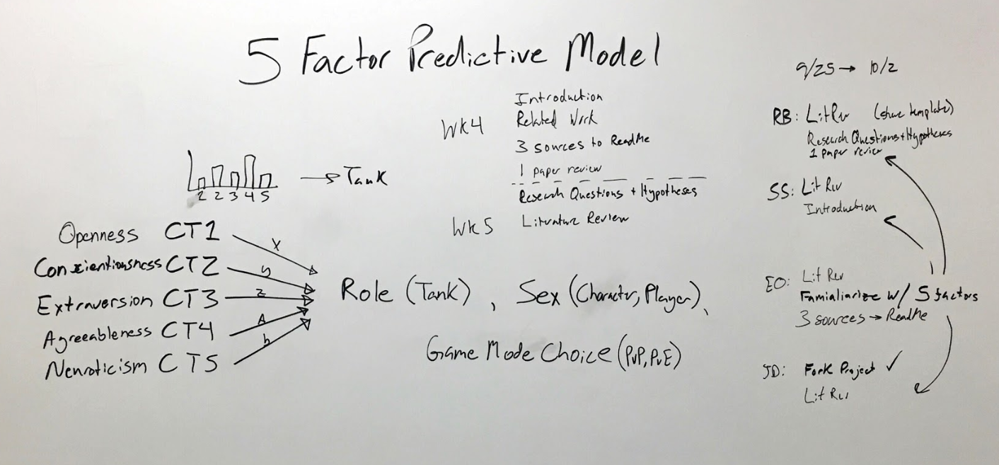 5 Factor Predictive Model
9/25 → 10/2
Wk4
Introduction
Related Work
3 sources to ReadMe
1 paper review
Research Questions + Hypotheses
Wk5
Literature Review
1 2 3 4 5
→ Tank
Openness CT1
Conscientiousness CT2
Extraversion CT3
Agreeableness CT4
Neuroticism CT5
X
y
z
A
h
Role (Tank), Sex (Character, Player),
Game Mode Choice (PvP, PvE)
RB: Lit Rev (share template)
Research Questions + Hypotheses
1 paper review
SS: Lit Rev
Introduction
EO: Lit Rev
Famialiarize w/ 5 factors
3 sources → ReadMe
JD: Fork Project ✓
Lit Rev